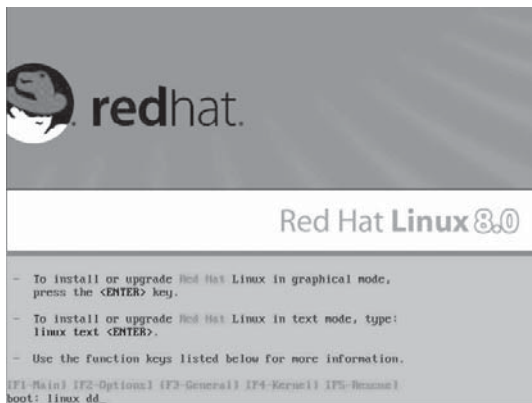 redhat.
Red Hat Linux 8.0
- To install or upgrade Red Hat Linux in graphical mode,
press the <ENTER> key.
- To install or upgrade Red Hat Linux in text mode, type:
linux text <ENTER>.
- Use the function keys listed below for more information.
[F1-Main] [F2-Options] [F3-General] [F4-Kernel] [F5-Rescue]
boot: linux dd_